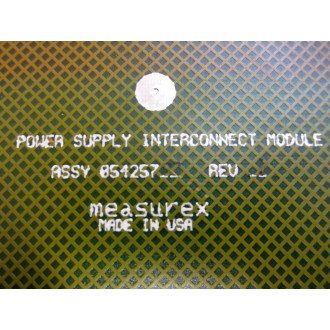 POWER SUPPLY INTERCONNECT MODULE
ASSY 054257__ REV __
measurex
MADE IN USA